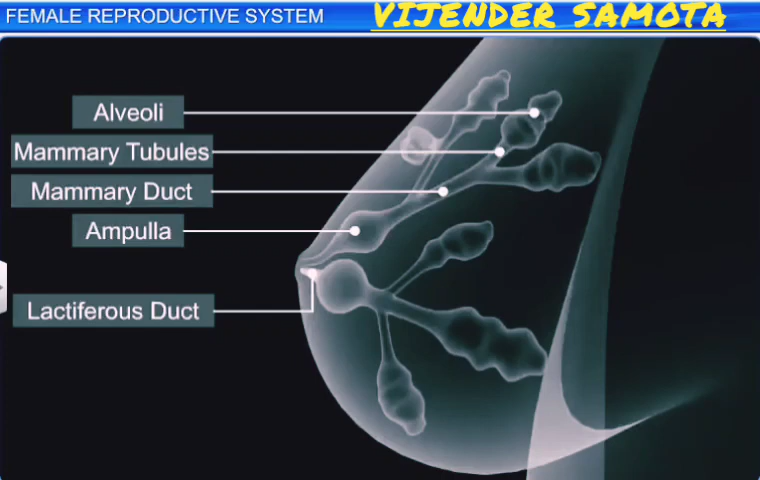 FEMALE REPRODUCTIVE SYSTEM
VIJENDER SAMOTA
Alveoli
Mammary Tubules
Mammary Duct
Ampulla
Lactiferous Duct